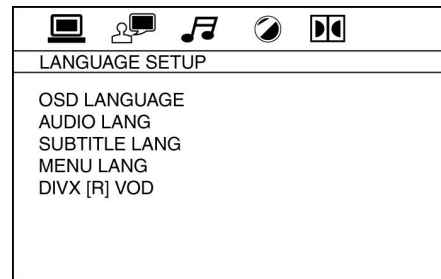 LANGUAGE SETUP
OSD LANGUAGE
AUDIO LANG
SUBTITLE LANG
MENU LANG
DIVX [R] VOD